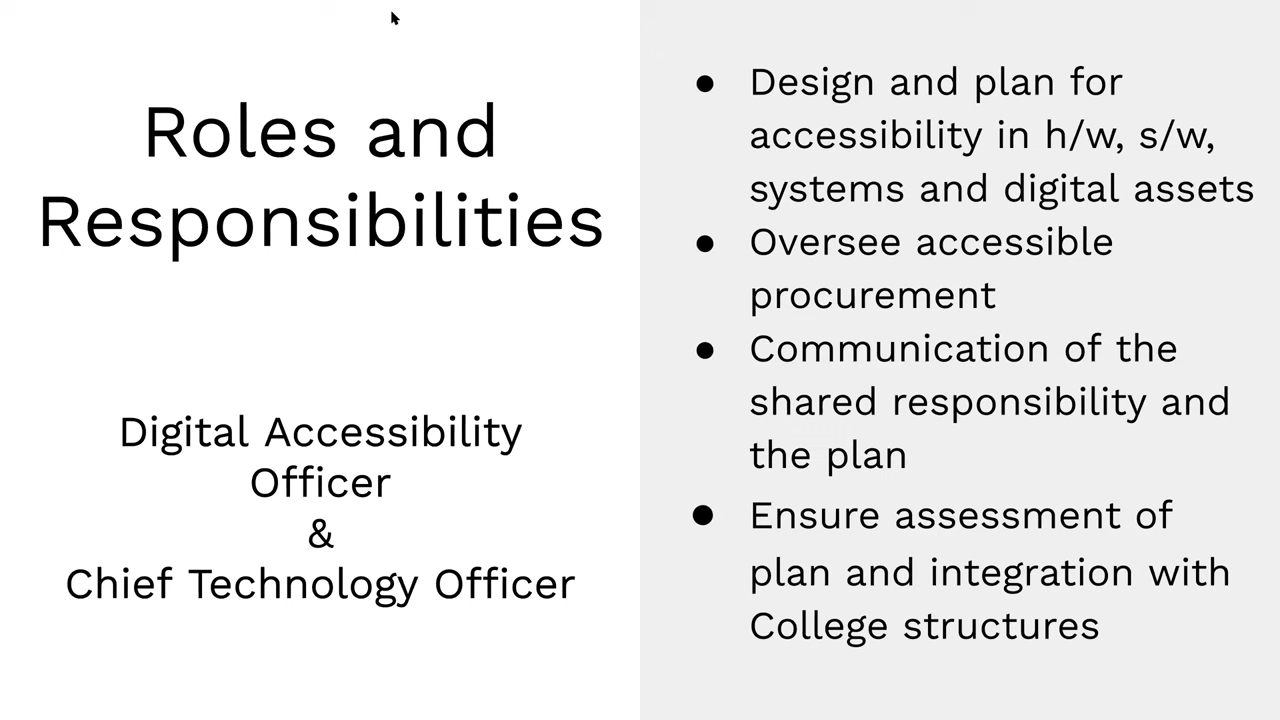 Roles and
Responsibilities
Digital Accessibility
Officer
&
Chief Technology Officer
● Design and plan for
accessibility in h/w, s/w,
systems and digital assets
● Oversee accessible
procurement
● Communication of the
shared responsibility and
the plan
● Ensure assessment of
plan and integration with
College structures